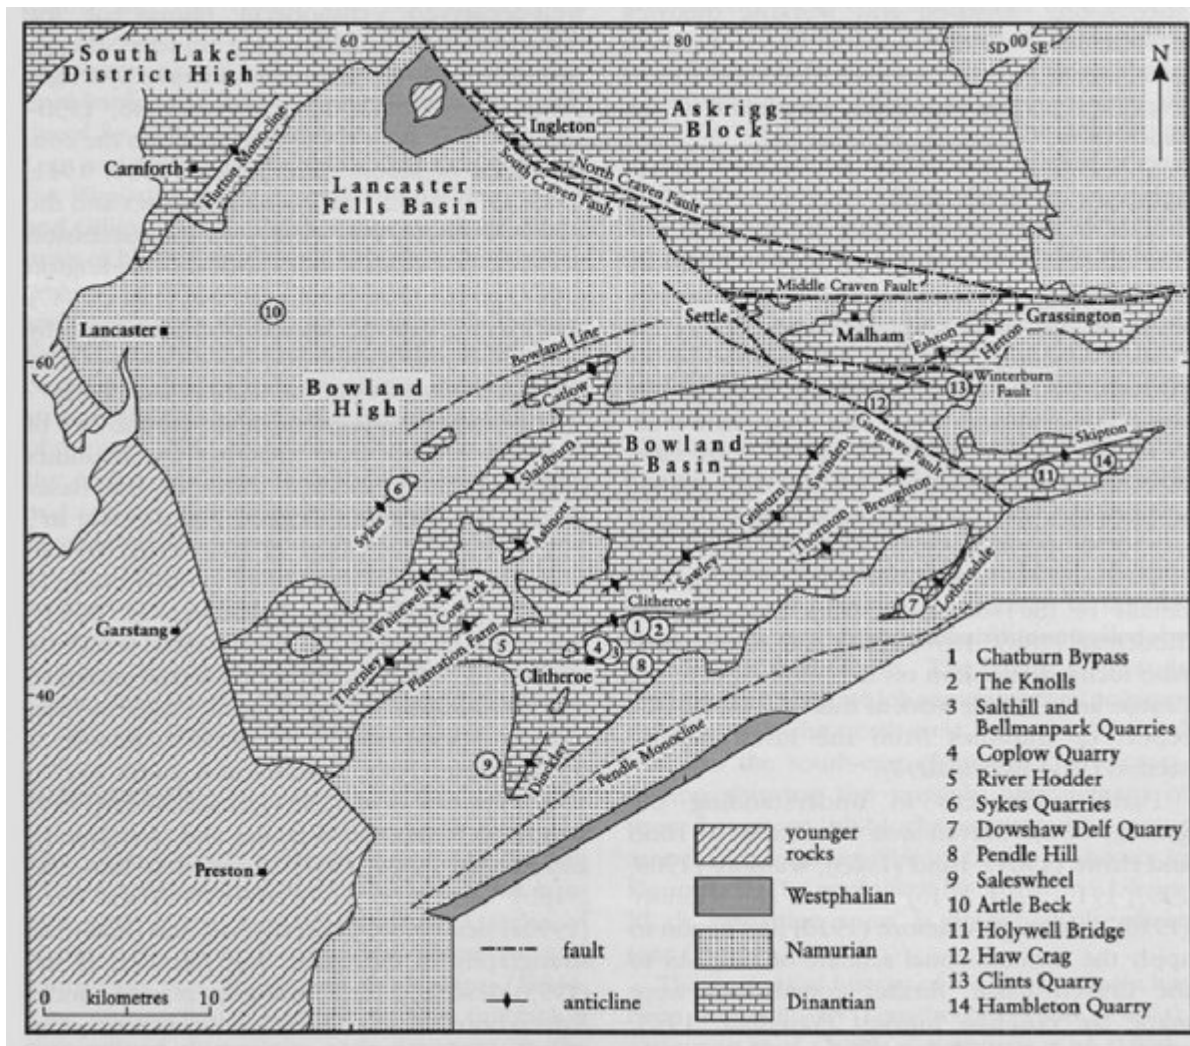 60
80
SD 00 SE
N
South Lake
District High
Askrigg
Block
Ingleton
Hutton Monocline
Carnforth
North Craven Fault
South Craven Fault
Lancaster
Fells Basin
Middle Craven Fault
10
Settle
Malham
Grassington
Lancaster
Eshton
Hetton
Bowland Line
60
Bowland
High
Catlow
12
13
Winterburn
Fault
Bowland
Basin
Gargrave Fault
Skipton
11
14
Slaidburn
Swinden
Gisburn
Broughton
Thornton
6
Sykes
Ashnott
Sawley
Lothersdale
7
Whitewell
Cow Ark
Clitheroe
1
2
Garstang
Plantation Farm
5
4
3
8
Thornley
Clitheroe
40
9
Dinckley
Pendle Monocline
Preston
1 Chatburn Bypass
2 The Knolls
3 Salthill and
Bellmanpark Quarries
4 Coplow Quarry
5 River Hodder
6 Sykes Quarries
7 Dowshaw Delf Quarry
8 Pendle Hill
9 Saleswheel
10 Artle Beck
11 Holywell Bridge
12 Haw Crag
13 Clints Quarry
14 Hambleton Quarry
younger
rocks
Westphalian
Namurian
Dinantian
fault
anticline
0 kilometres 10